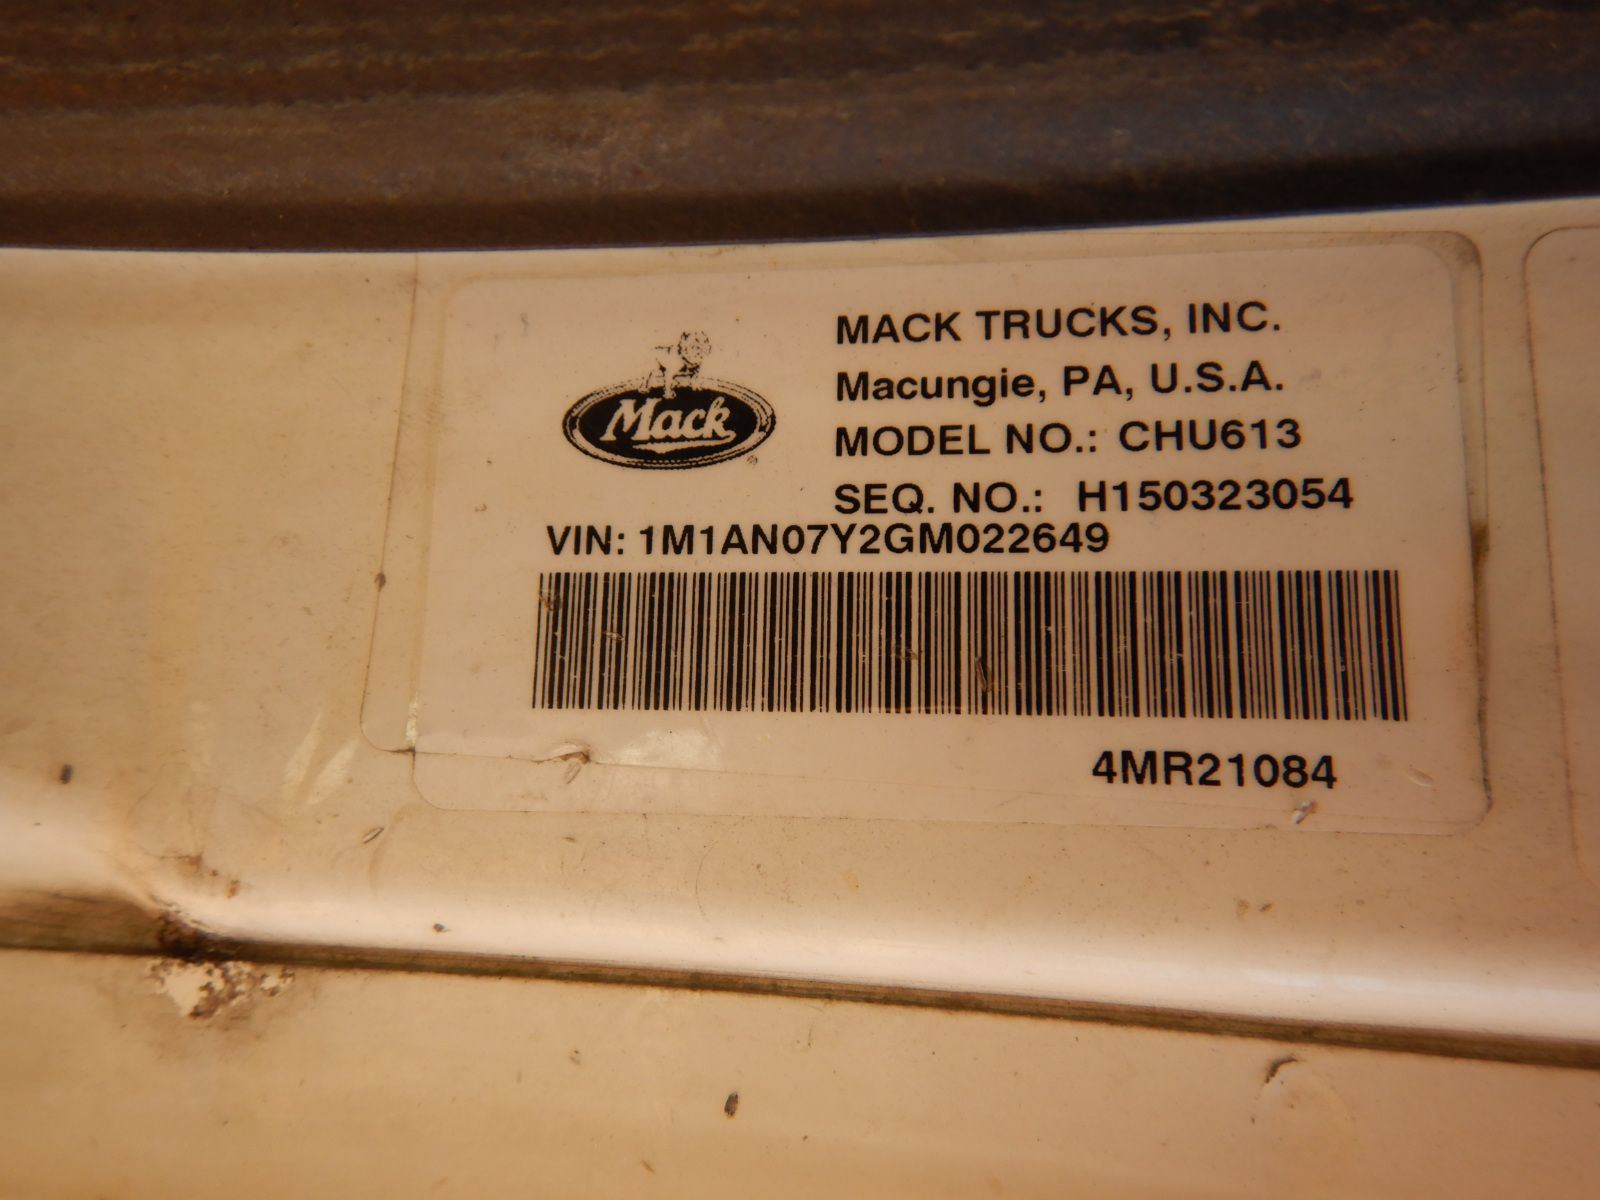 Mack
MACK TRUCKS, INC.
Macungie, PA, U.S.A.
MODEL NO.: CHU613
SEQ. NO.: H150323054
VIN: 1M1AN07Y2GM022649
4MR21084